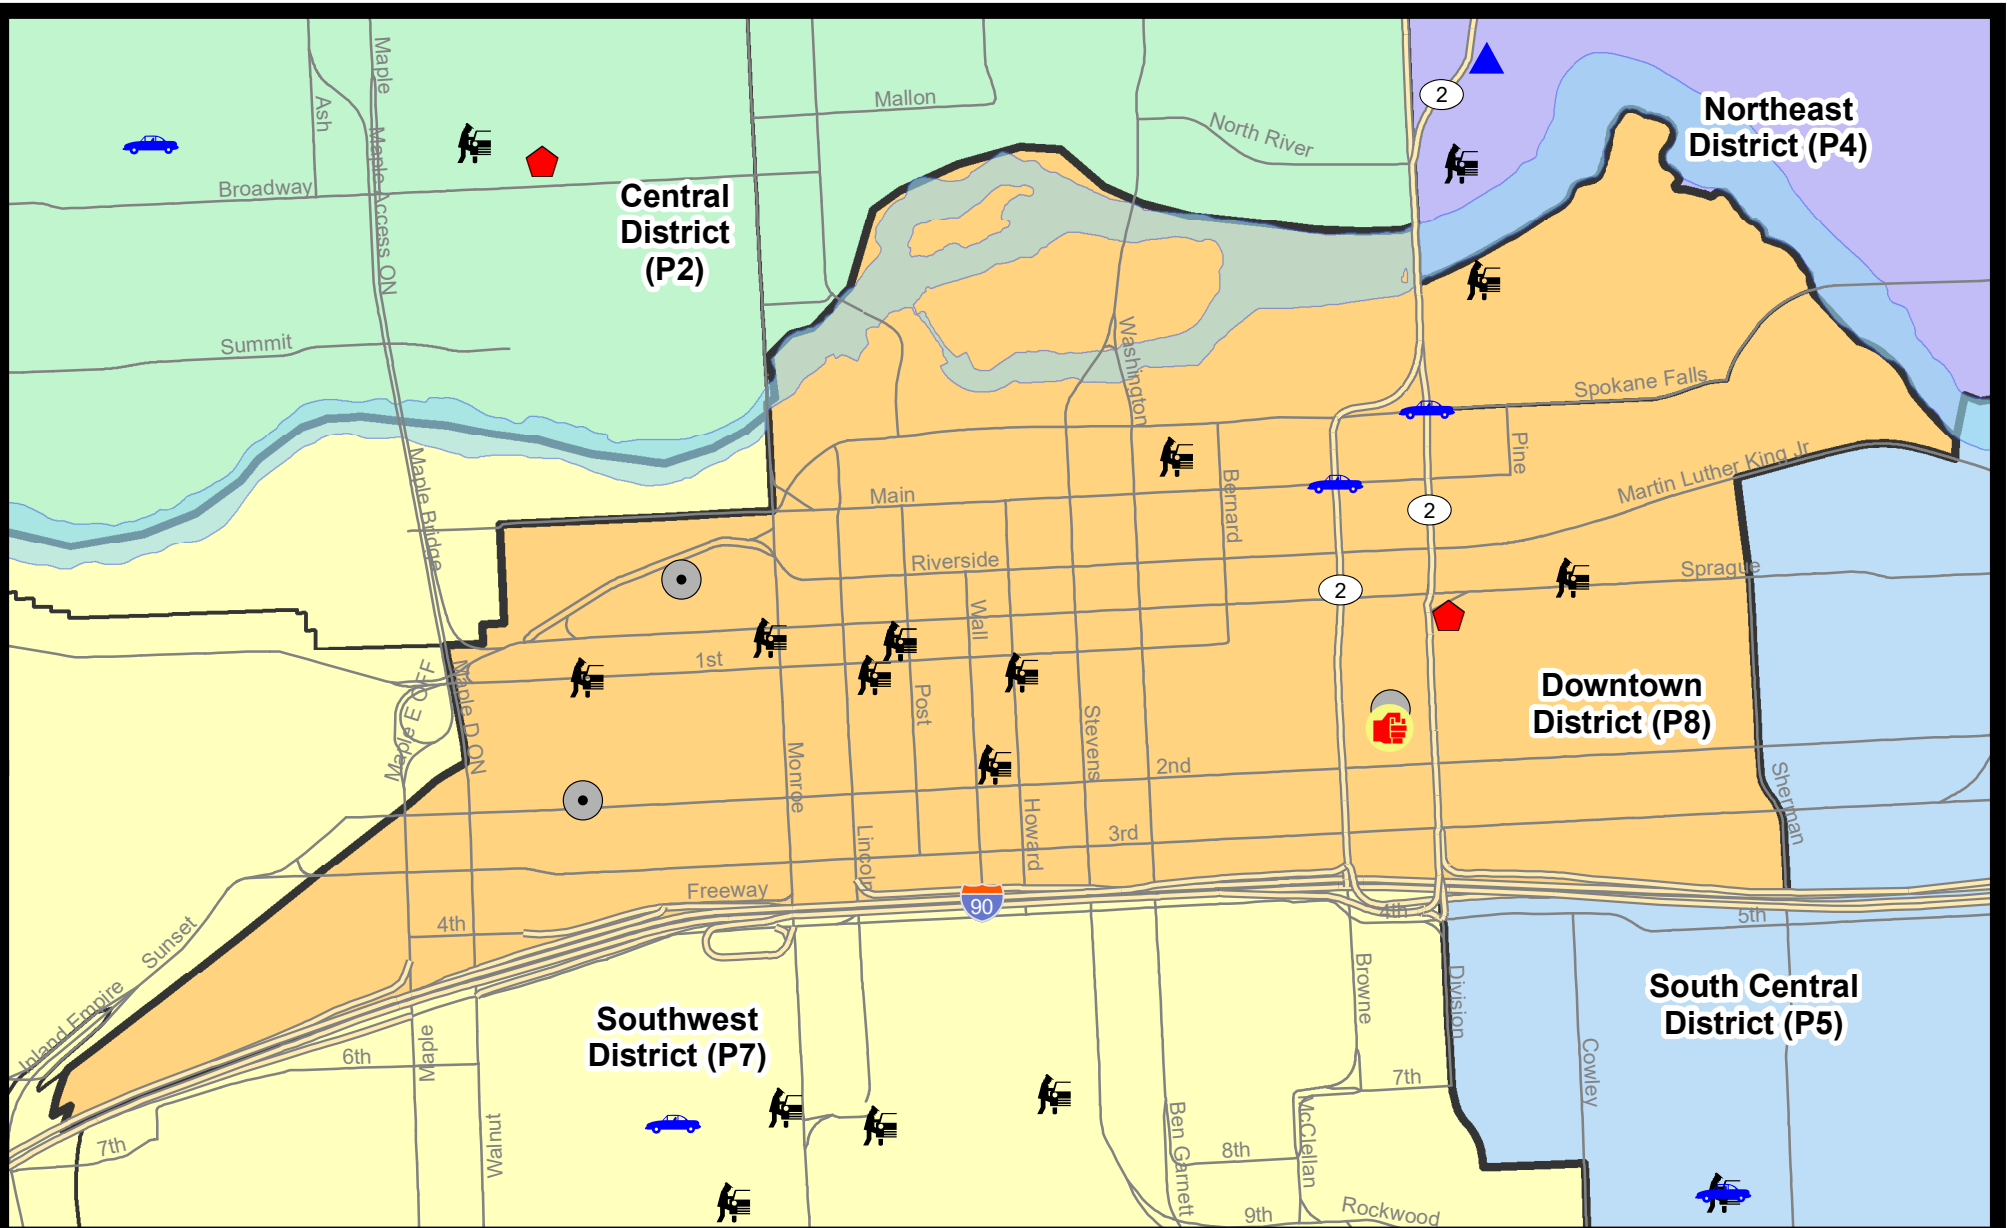 Maple
Ash
Mallon
2
North River
Northeast
District (P4)
Maple Access ON
Broadway
Central
District
(P2)
Summit
Washington
Spokane Falls
Pine
Martin Luther King Jr
Maple Bridge
Main
Bernard
2
Riverside
Sprague
2
Wall
1st
Maple E OFF
Maple D ON
Post
Stevens
Downtown
District (P8)
Monroe
2nd
Sherman
Howard
3rd
Lincoln
Freeway
90
4th
4th
5th
Sunset
Inland Empire
Browne
Division
South Central
District (P5)
Southwest
District (P7)
6th
Maple
Cowley
7th
7th
Walnut
Ben Garnett
McClellan
8th
9th
Rockwood